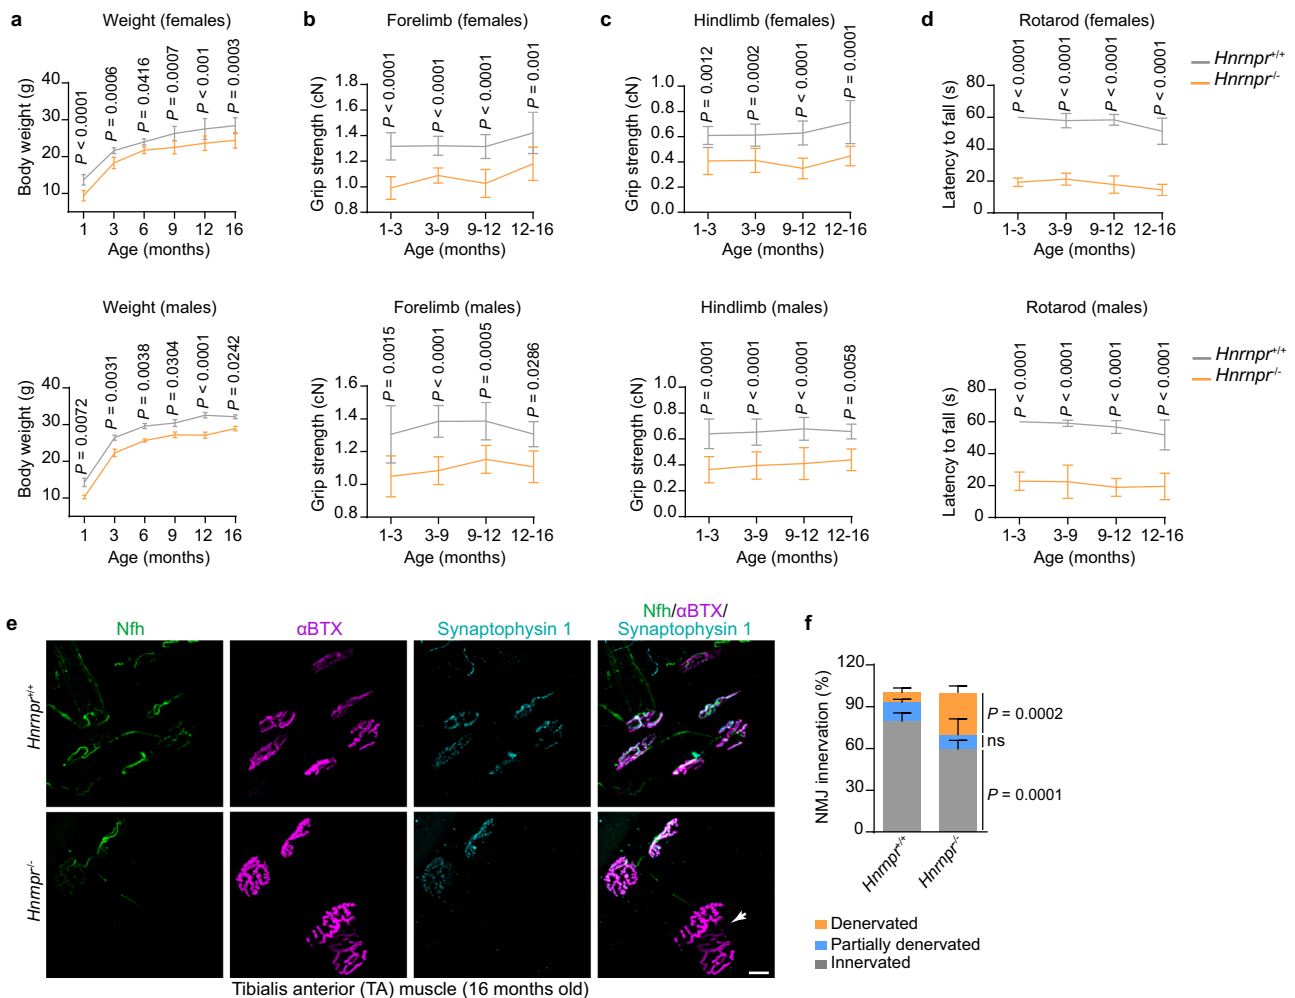 a
Weight (females)
P < 0.0001
P = 0.0006
P = 0.0416
P = 0.0007
P < 0.001
P = 0.0003
Body weight (g)
40
30
20
10
1 3 6 9 12 16
Age (months)
b
Forelimb (females)
P < 0.0001
P < 0.0001
P < 0.0001
P = 0.001
Grip strength (cN)
1.8
1.6
1.4
1.2
1.0
0.8
1-3 3-9 9-12 12-16
Age (months)
c
Hindlimb (females)
P = 0.0012
P = 0.0002
P < 0.0001
P = 0.0001
Grip strength (cN)
1.0
0.8
0.6
0.4
0.2
0.0
1-3 3-9 9-12 12-16
Age (months)
d
Rotarod (females)
P < 0.0001
P < 0.0001
P < 0.0001
P < 0.0001
Latency to fall (s)
80
60
40
20
0
1-3 3-9 9-12 12-16
Age (months)
Hnrnpr+/+
Hnrnpr-/-
Weight (males)
P = 0.0072
P = 0.0031
P = 0.0038
P = 0.0304
P < 0.0001
P = 0.0242
Body weight (g)
40
30
20
10
1 3 6 9 12 16
Age (months)
Forelimb (males)
P = 0.0015
P < 0.0001
P = 0.0005
P = 0.0286
Grip strength (cN)
1.6
1.4
1.2
1.0
0.8
1-3 3-9 9-12 12-16
Age (months)
Hindlimb (males)
P = 0.0001
P < 0.0001
P < 0.0001
P = 0.0058
Grip strength (cN)
1.0
0.8
0.6
0.4
0.2
0.0
1-3 3-9 9-12 12-16
Age (months)
Rotarod (males)
P < 0.0001
P < 0.0001
P < 0.0001
P < 0.0001
Latency to fall (s)
80
60
40
20
0
1-3 3-9 9-12 12-16
Age (months)
Hnrnpr+/+
Hnrnpr-/-
e
Nfh
αBTX
Synaptophysin 1
Nfh/αBTX/
Synaptophysin 1
Hnrnpr+/+
Hnrnpr-/-
Tibialis anterior (TA) muscle (16 months old)
f
NMJ innervation (%)
120
90
60
30
0
P = 0.0002
ns
P = 0.0001
Hnrnpr+/+
Hnrnpr-/-
Denervated
Partially denervated
Innervated